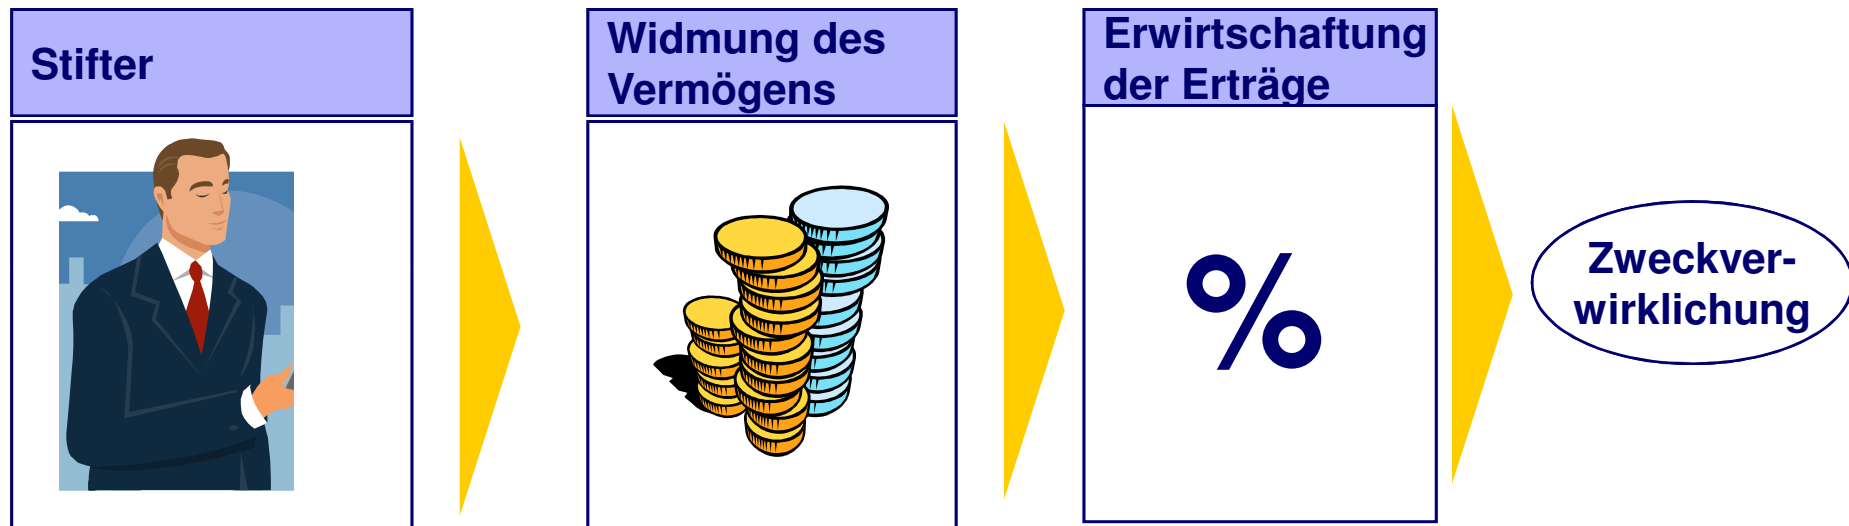 Stifter
Widmung des
Vermögens
Erwirtschaftung
der Erträge
%
Zweckver-
wirklichung